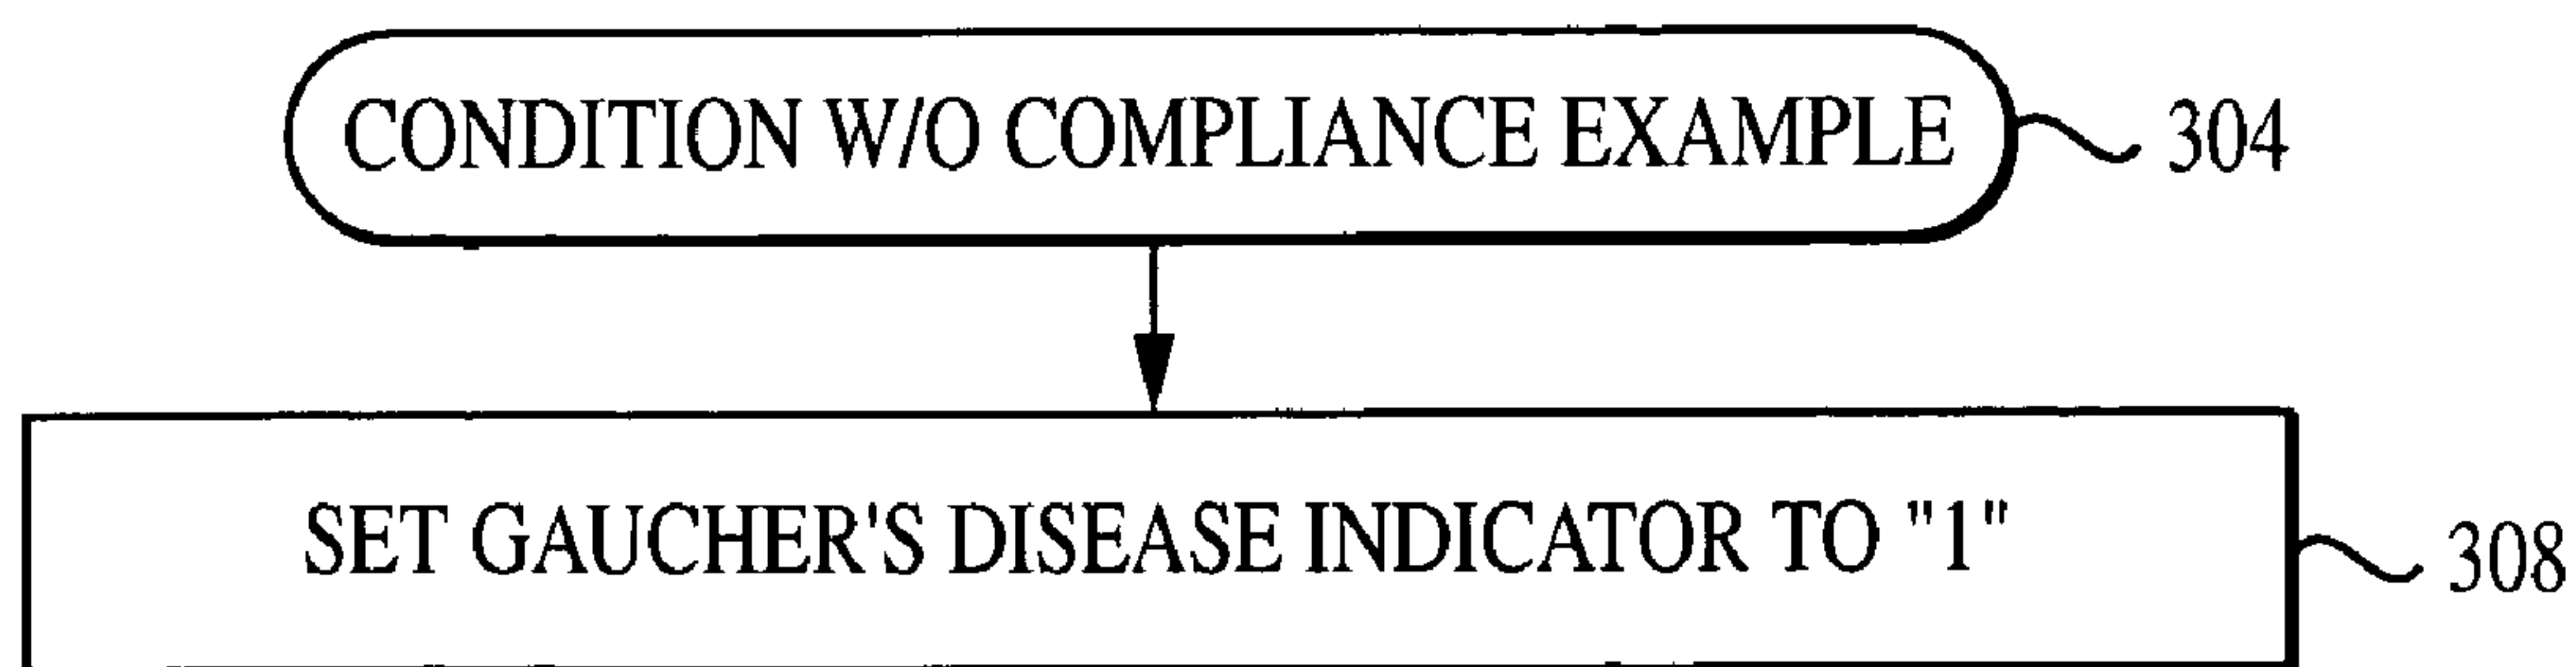 CONDITION W/O COMPLIANCE EXAMPLE
304
SET GAUCHER'S DISEASE INDICATOR TO "1"
308